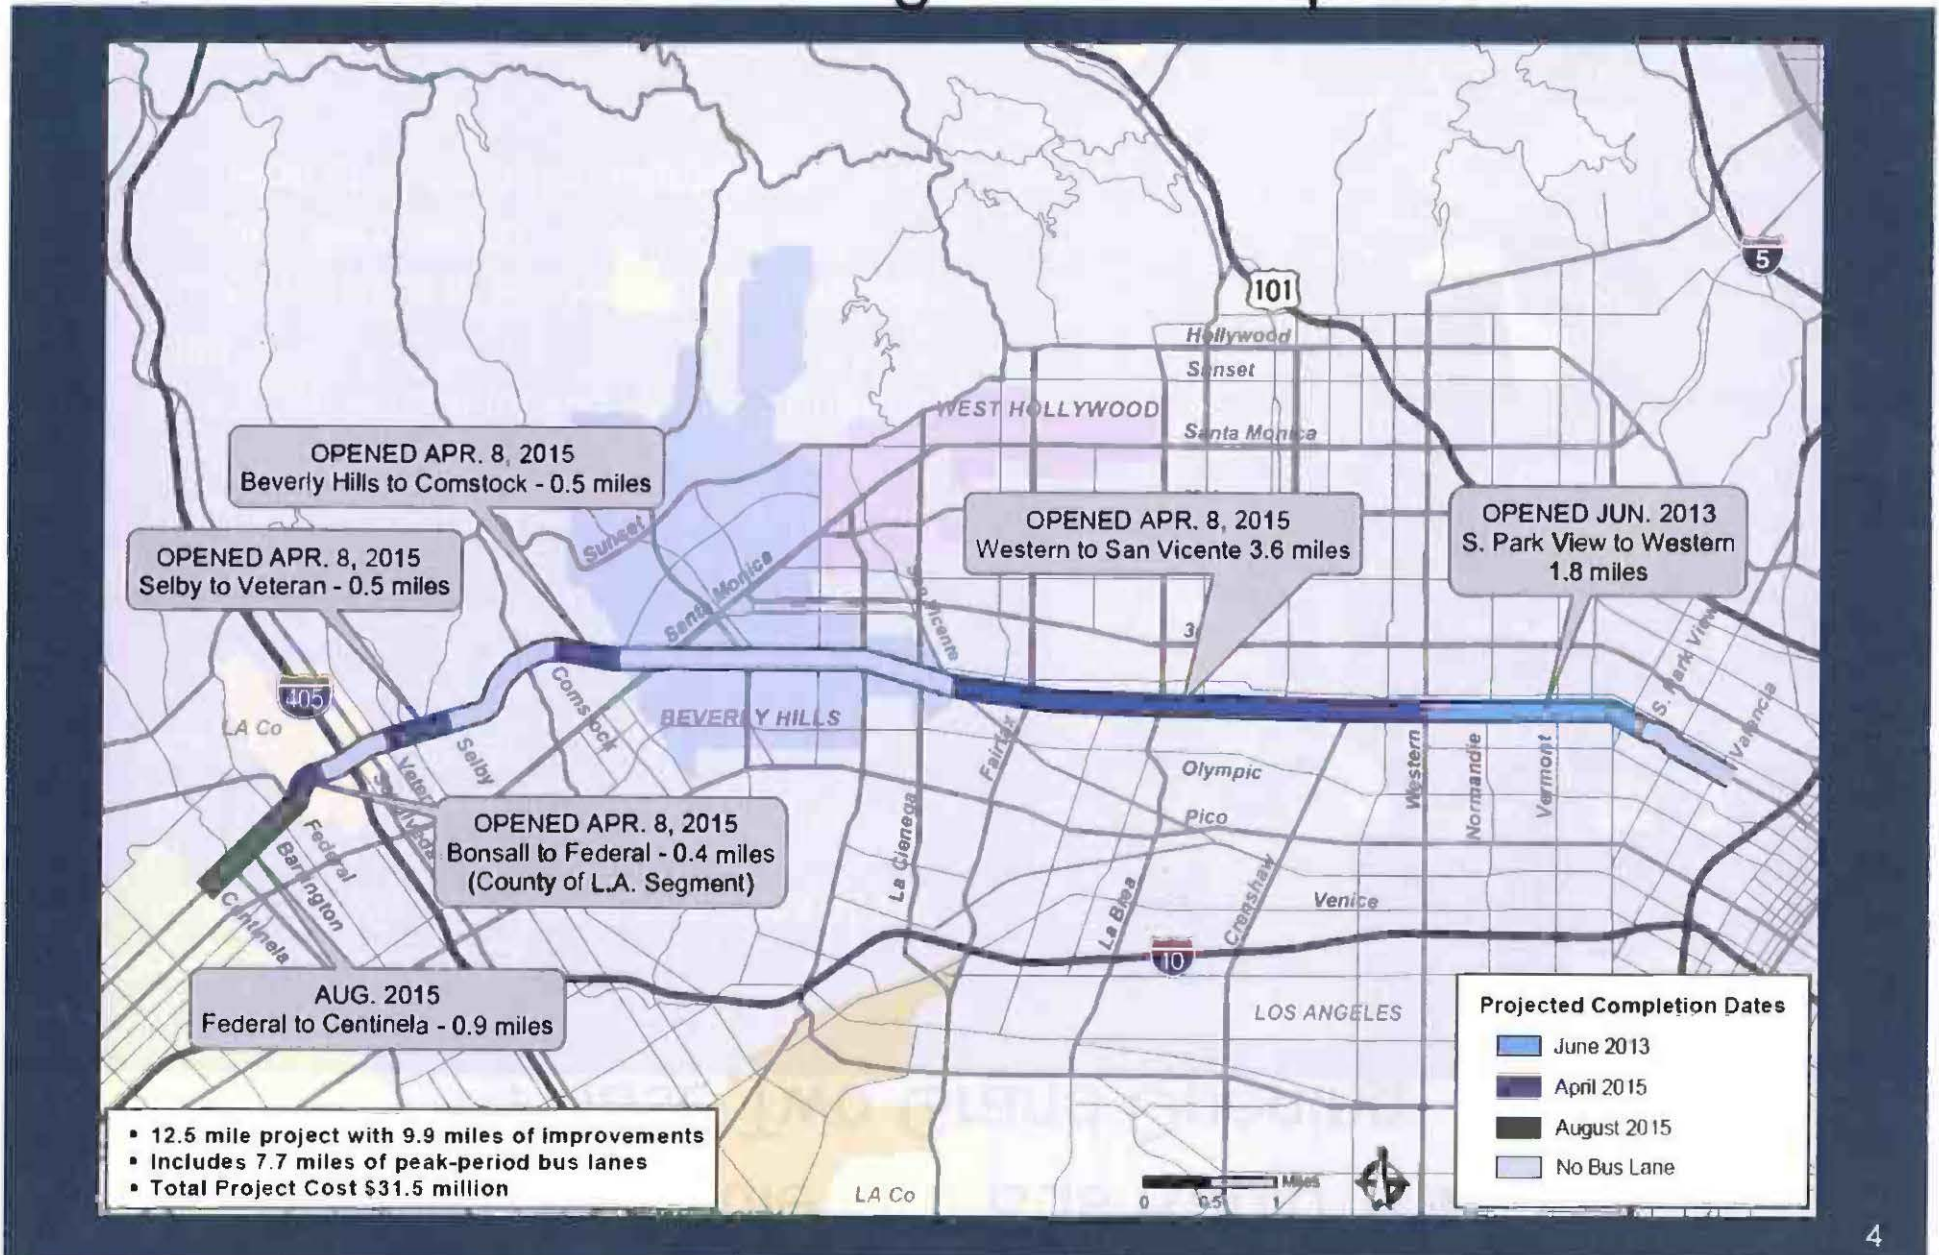 101
5
Hollywood
Sunset
WEST HOLLYWOOD
Santa Monica
OPENED APR. 8, 2015
Beverly Hills to Comstock - 0.5 miles
OPENED APR. 8, 2015
Western to San Vicente 3.6 miles
OPENED JUN. 2013
S. Park View to Western
1.8 miles
OPENED APR. 8, 2015
Selby to Veteran - 0.5 miles
Sunset
Santa Monica
San Vicente
S. Park View
405
LA Co
Comstock
BEVERLY HILLS
Valencia
Selby
Fairfax
Western
Normandie
Vermont
Olympic
Pico
OPENED APR. 8, 2015
Bonsall to Federal - 0.4 miles
(County of L.A. Segment)
Federal
Barrington
Centinela
La Cienega
La Brea
Crenshaw
Venice
10
AUG. 2015
Federal to Centinela - 0.9 miles
LOS ANGELES
Projected Completion Dates
June 2013
April 2015
August 2015
No Bus Lane
• 12.5 mile project with 9.9 miles of improvements
• Includes 7.7 miles of peak-period bus lanes
• Total Project Cost $31.5 million
LA Co
Miles
0 0.5 1
4